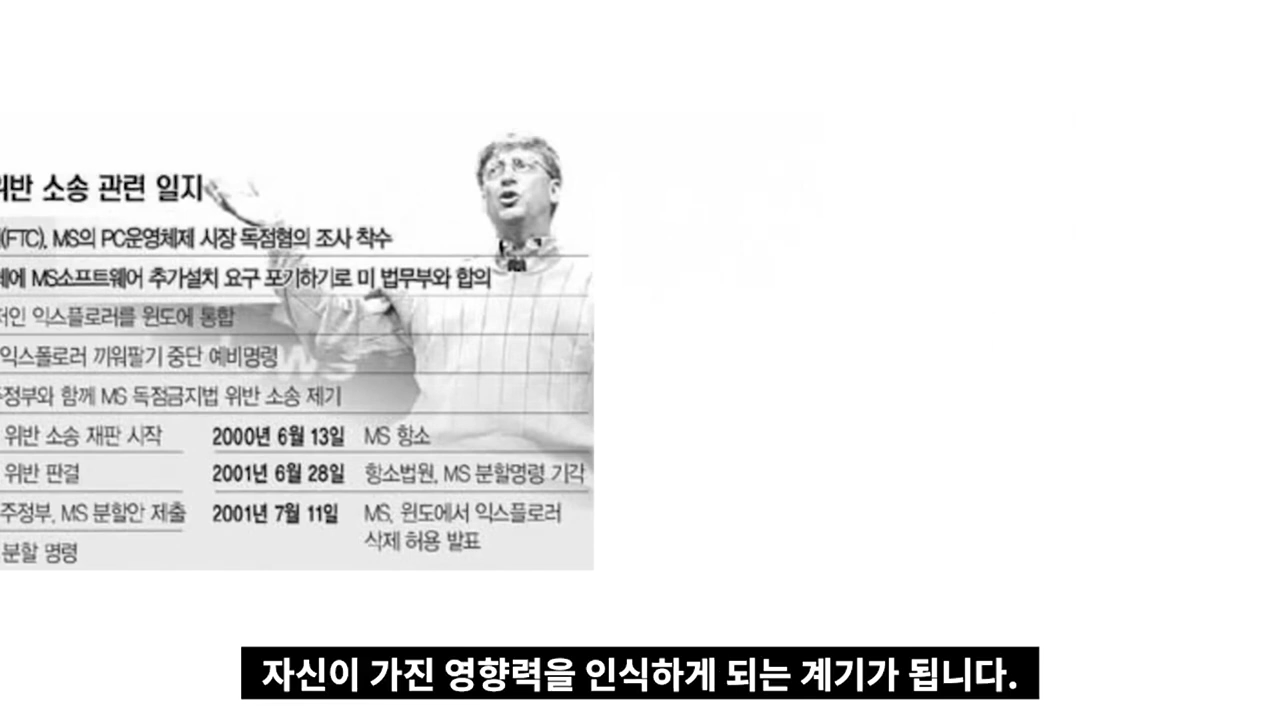 위반 소송 관련 일지
(FTC), MS의 PC운영체제 시장 독점혐의 조사 착수
MS소프트웨어 추가설치 요구 포기하기로 미 법무부와 합의
익스플로러를 윈도에 통합
익스폴로러 끼워팔기 중단 예비명령
주정부와 함께 MS 독점금지법 위반 소송 제기
위반 소송 재판 시작 2000년 6월 13일 MS 항소
위반 판결 2001년 6월 28일 항소법원, MS 분할명령 기각
주정부, MS 분할안 제출 2001년 7월 11일 MS, 윈도에서 익스플로러
삭제 허용 발표
분할 명령
자신이 가진 영향력을 인식하게 되는 계기가 됩니다.